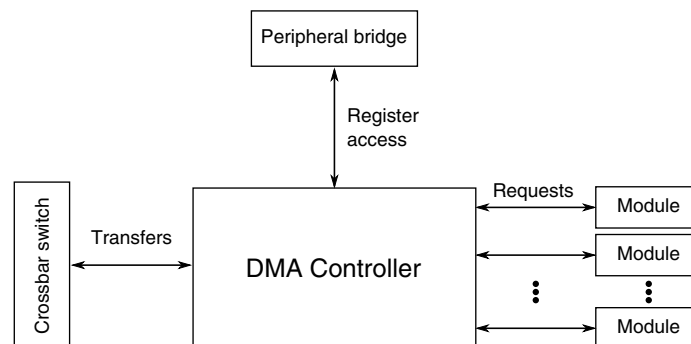 Peripheral bridge
Register
access
Requests
Module
Crossbar switch
Transfers
DMA Controller
Module
Module